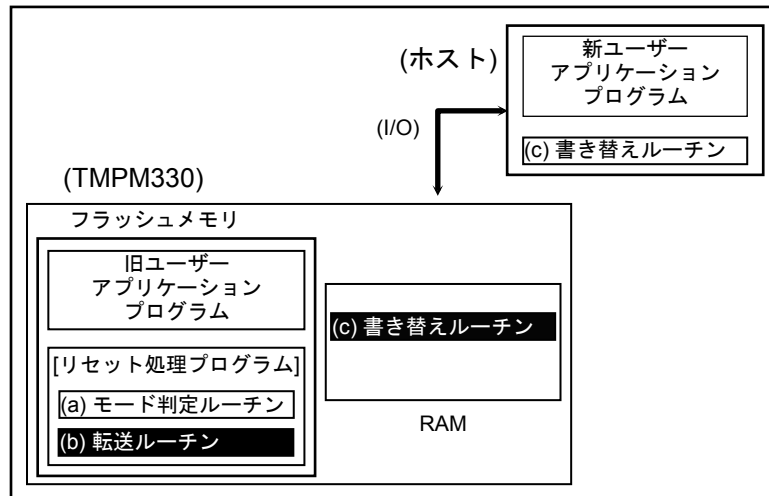 (ホスト)
新ユーザー
アプリケーション
プログラム
(I/O)
(c) 書き替えルーチン
(TMPM330)
フラッシュメモリ
旧ユーザー
アプリケーション
プログラム
(c) 書き替えルーチン
[リセット処理プログラム]
(a) モード判定ルーチン
(b) 転送ルーチン
RAM